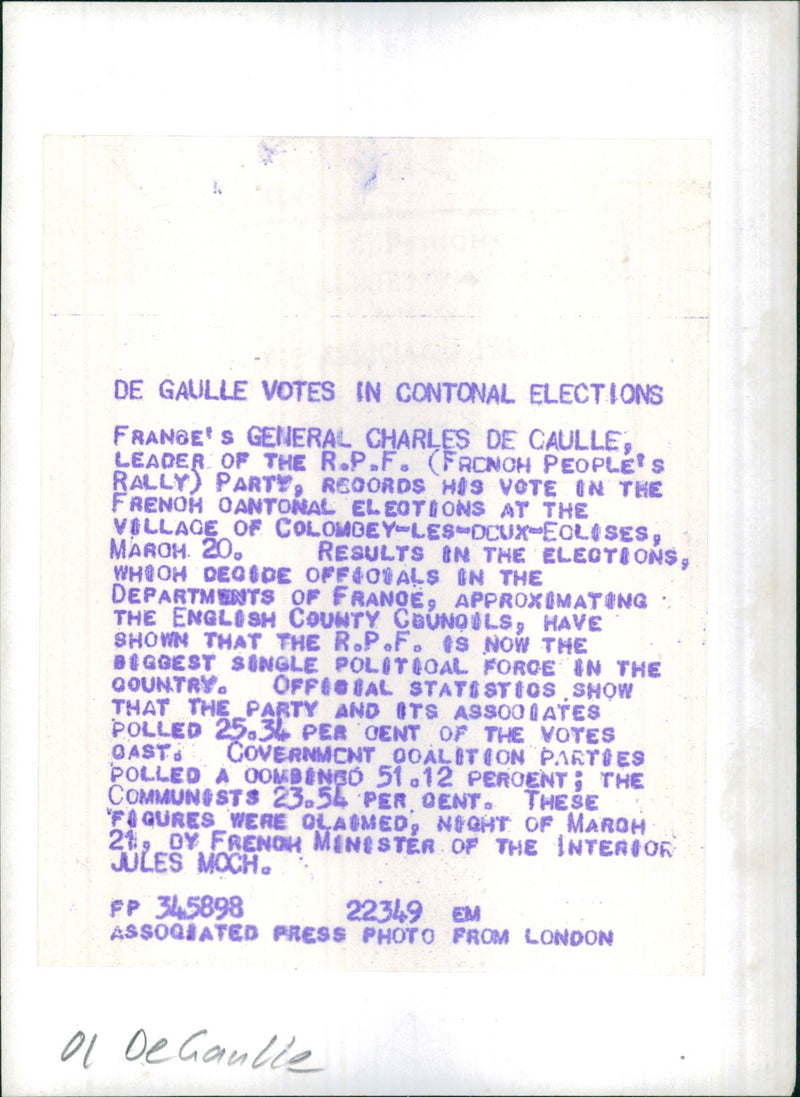 DE GAULLE VOTES IN CONTONAL ELECTIONS
FRANCE'S GENERAL CHARLES DE GAULLE,
LEADER OF THE R.P.F. (FRENCH PEOPLE'S
RALLY) PARTY, RECORDS HIS VOTE IN THE
FRENCH CANTONAL ELECTIONS AT THE
VILLAGE OF COLOMBEY-LES-DEUX-EGLISES,
MARCH 20. RESULTS IN THE ELECTIONS,
WHICH DECIDE OFFICIALS IN THE
DEPARTMENTS OF FRANCE, APPROXIMATING
THE ENGLISH COUNTY COUNCILS, HAVE
SHOWN THAT THE R.P.F. IS NOW THE
BIGGEST SINGLE POLITICAL FORCE IN THE
COUNTRY. OFFICIAL STATISTICS SHOW
THAT THE PARTY AND ITS ASSOCIATES
POLLED 25.34 PER CENT OF THE VOTES
CAST. GOVERNMENT COALITION PARTIES
POLLED A COMBINED 51.12 PERCENT; THE
COMMUNISTS 23.54 PER CENT. THESE
FIGURES WERE CLAIMED, NIGHT OF MARCH
21, BY FRENCH MINISTER OF THE INTERIOR
JULES MOCH.
FP 345898 22349 EM
ASSOCIATED PRESS PHOTO FROM LONDON
01 DeGaulle